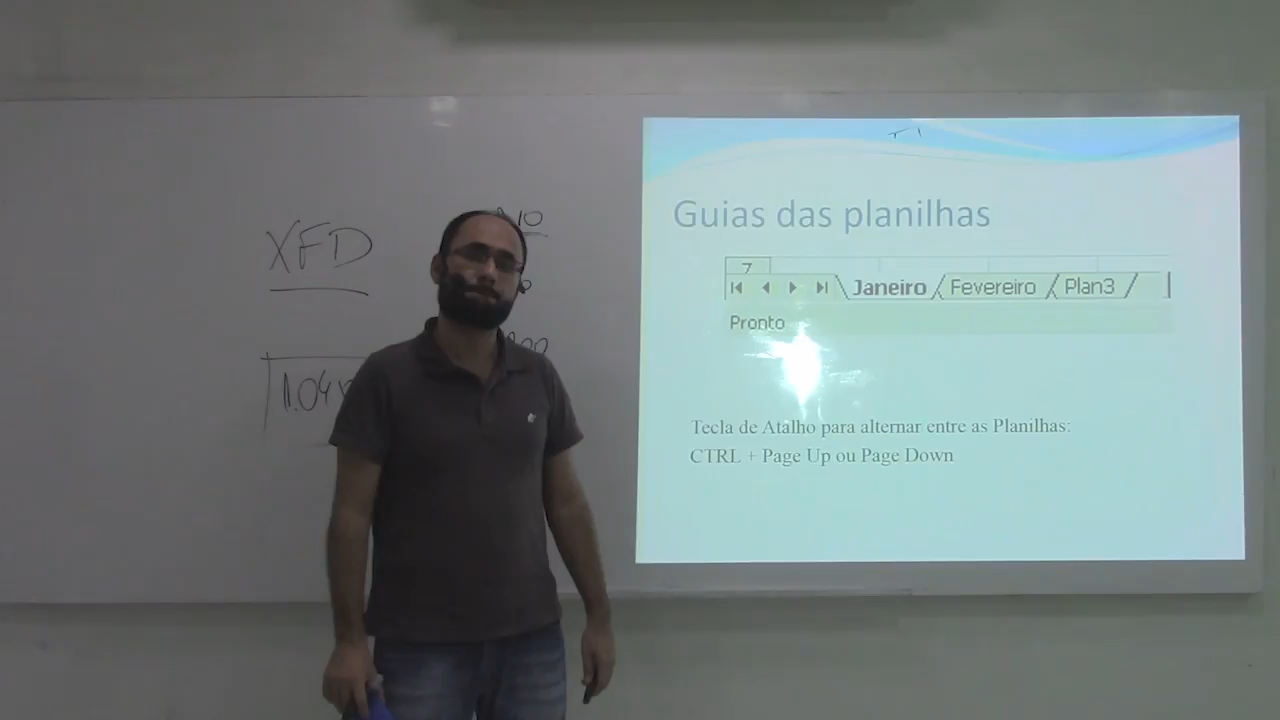 XFD
Guias das planilhas
7
Janeiro Fevereiro Plan3
Pronto
Tecla de Atalho para alternar entre as Planilhas:
CTRL + Page Up ou Page Down